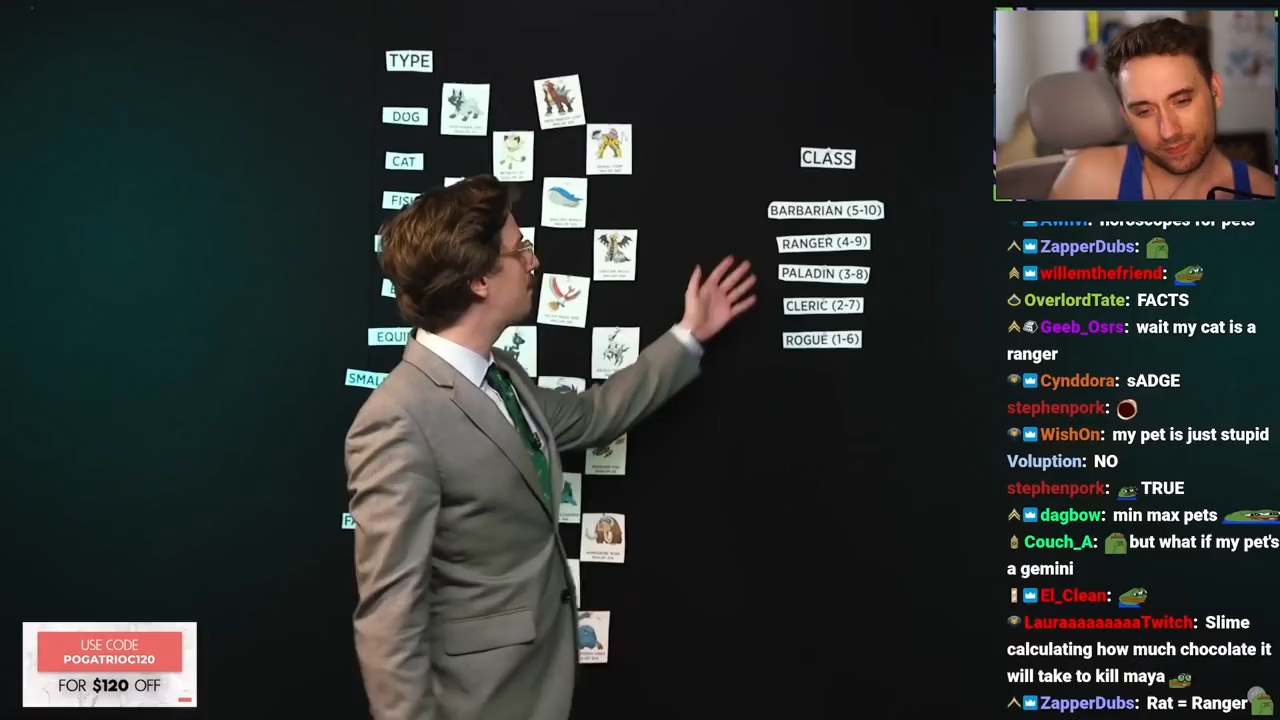 TYPE
DOG
CAT
CLASS
BARBARIAN (5-10)
RANGER (4-9)
PALADIN (3-8)
CLERIC (2-7)
ROGUE (1-6)
USE CODE
POGATRIOC120
FOR $120 OFF
horoscopes for pets
ZapperDubs:
willemthefriend:
OverlordTate: FACTS
Geeb_Osrs: wait my cat is a
ranger
Cynddora: sADGE
stephenpork:
WishOn: my pet is just stupid
Voluption: NO
stephenpork: TRUE
dagbow: min max pets
Couch_A: but what if my pet's
a gemini
El_Clean:
LauraaaaaaaaaTwitch: Slime
calculating how much chocolate it
will take to kill maya
ZapperDubs: Rat = Ranger